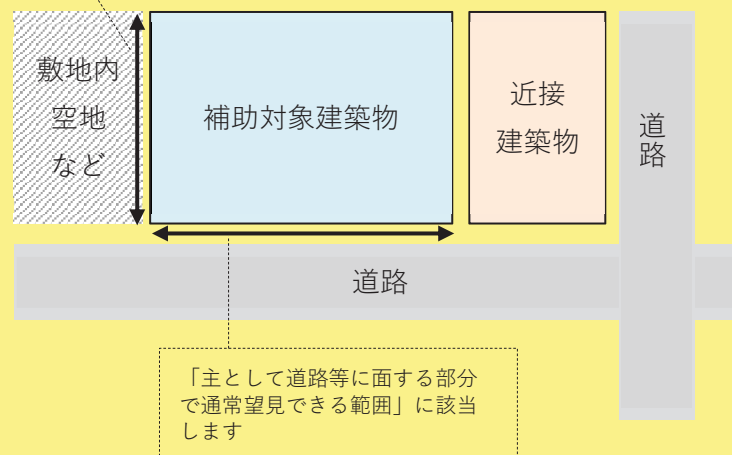 敷地内
空地
など
補助対象建築物
近接
建築物
道路
道路
「主として道路等に面する部分
で通常望見できる範囲」に該当
します